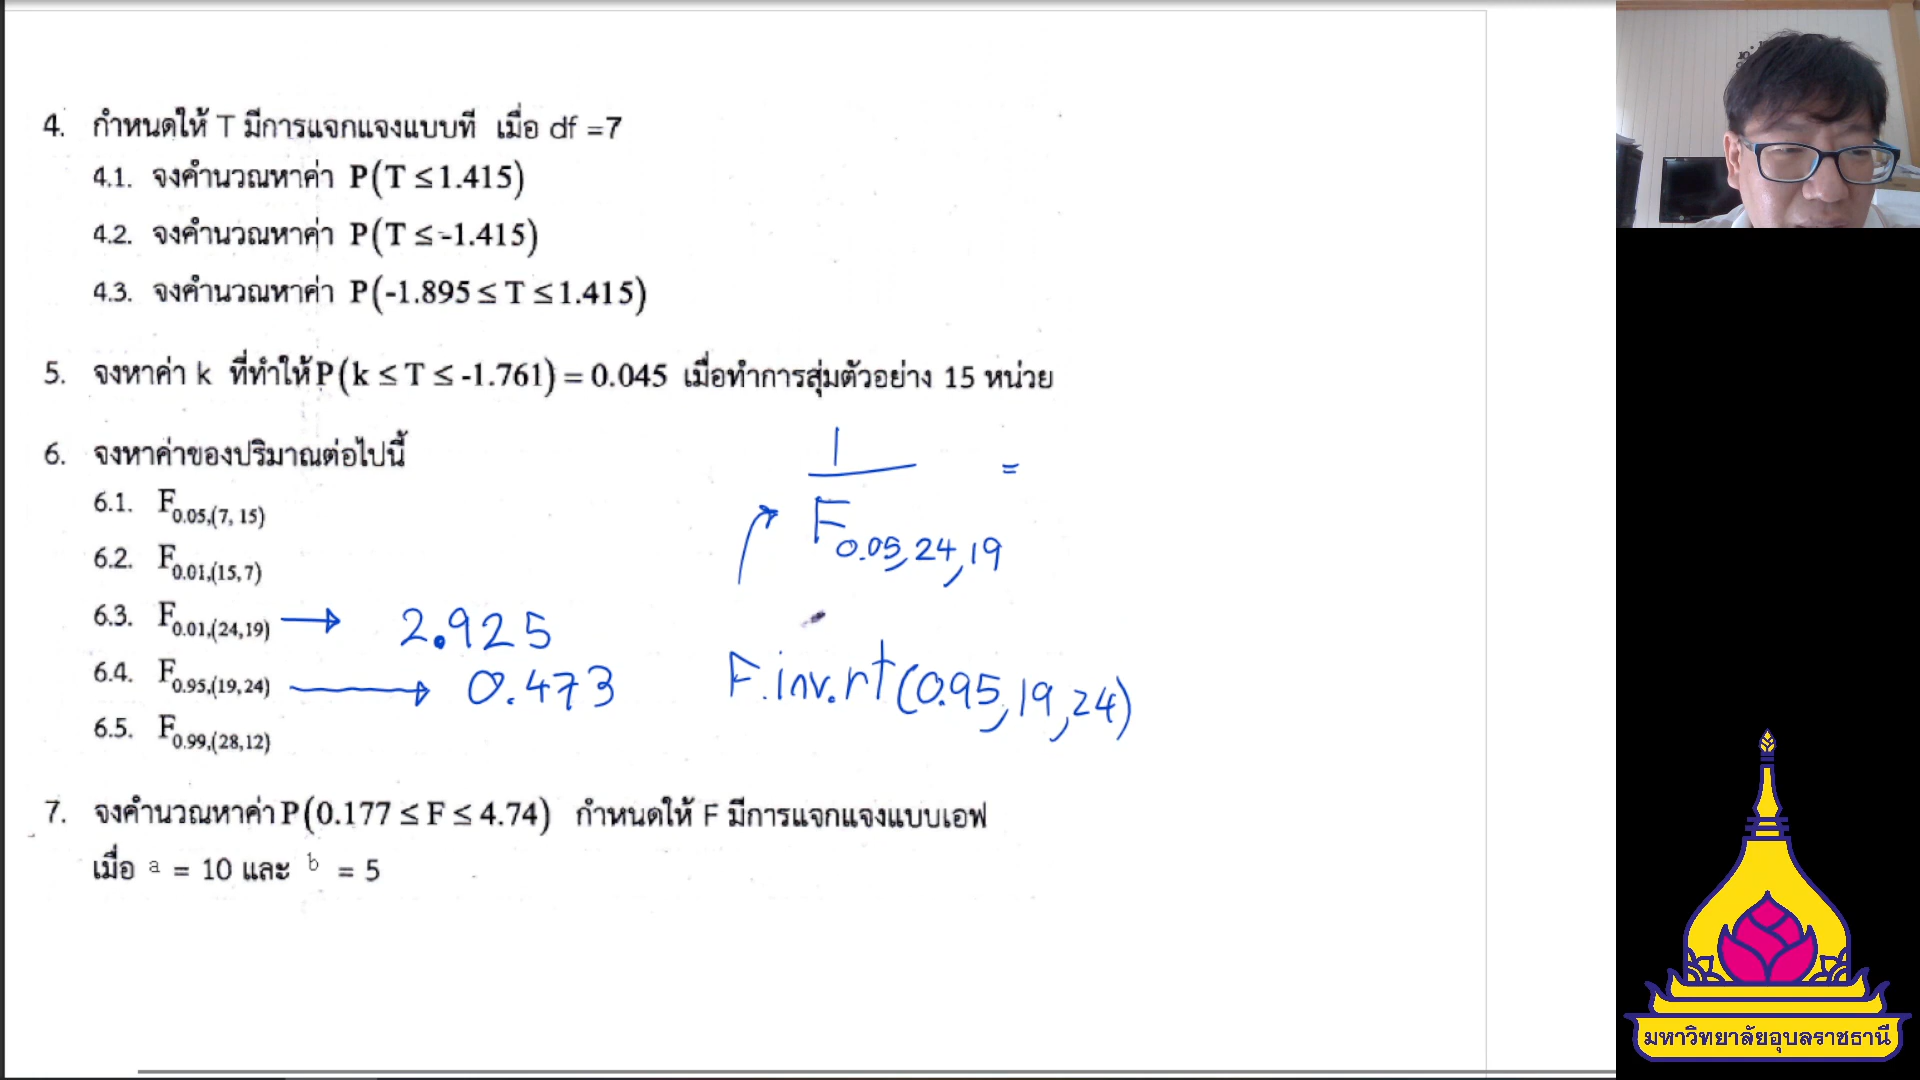 4. กำหนดให้ T มีการแจกแจงแบบที เมื่อ df =7
4.1. จงคำนวณหาค่า P(T ≤ 1.415)
4.2. จงคำนวณหาค่า P(T ≤ -1.415)
4.3. จงคำนวณหาค่า P(-1.895 ≤ T ≤ 1.415)
5. จงหาค่า k ที่ทำให้ P(k ≤ T ≤ -1.761) = 0.045 เมื่อทำการสุ่มตัวอย่าง 15 หน่วย
6. จงหาค่าของปริมาณต่อไปนี้
6.1. F0.05,(7, 15)
6.2. F0.01,(15,7)
6.3. F0.01,(24,19) → 2.925
6.4. F0.95,(19,24) → 0.473
6.5. F0.99,(28,12)
1 =
F0.05,24,19
F.inv.rt(0.95,19,24)
7. จงคำนวณหาค่า P(0.177 ≤ F ≤ 4.74) กำหนดให้ F มีการแจกแจงแบบเอฟ
เมื่อ a = 10 และ b = 5
มหาวิทยาลัยอุบลราชธานี